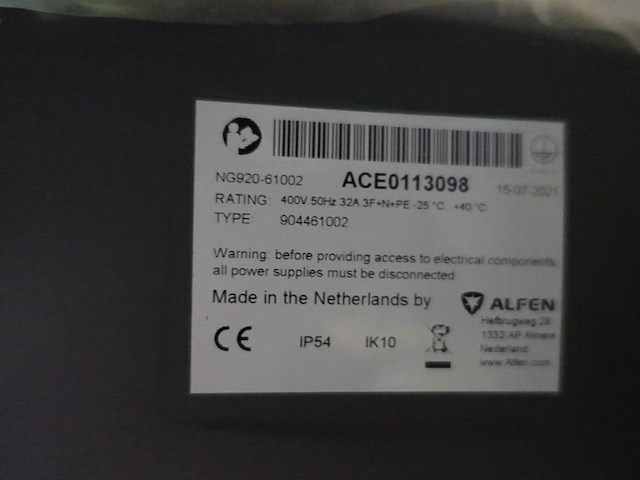 NG920-61002 ACE0113098 15-07-2021
RATING: 400V.50Hz.32A.3F+N+PE -25 °C +40 °C
TYPE: 904461002
Warning: before providing access to electrical components
all power supplies must be disconnected
Made in the Netherlands by ALFEN
Hefbrugweg 28
1332 AP Almere
Nederland
www.Alfen.com
CE IP54 IK10